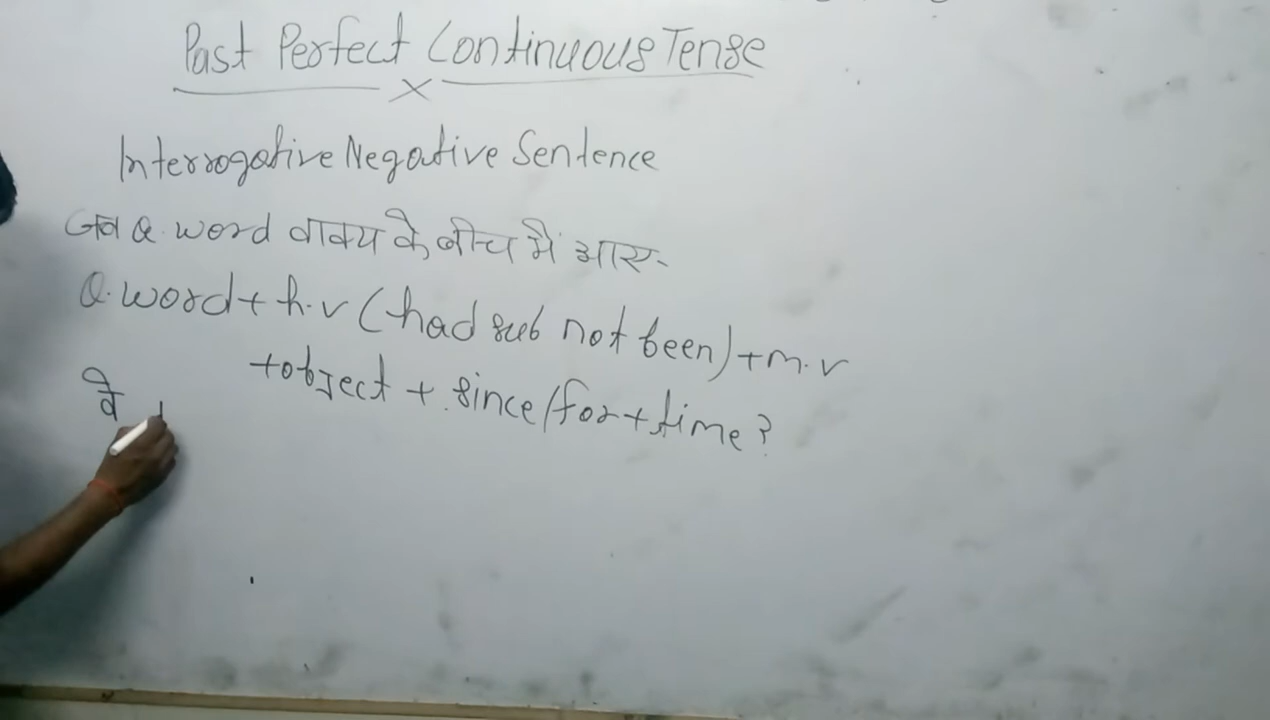 Past Perfect Continuous Tense
Interrogative Negative Sentence
जब Q. word वाक्य के बीच में आए-
Q. word + h.v (had sub not been) + m.v
+ object + since/for + time?
वे